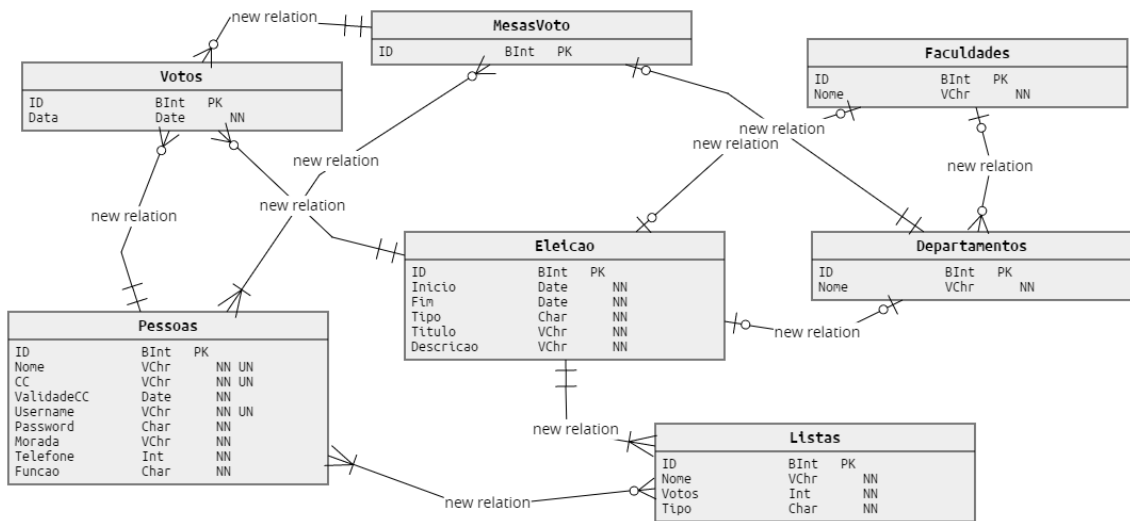 new relation
MesasVoto
ID BInt PK
Faculdades
ID BInt PK
Nome VChr NN
Votos
ID BInt PK
Data Date NN
new relation
new relation
new relation
new relation
new relation
new relation
Eleicao
ID BInt PK
Inicio Date NN
Fim Date NN
Tipo Char NN
Titulo VChr NN
Descricao VChr NN
Departamentos
ID BInt PK
Nome VChr NN
new relation
Pessoas
ID BInt PK
Nome VChr NN UN
CC VChr NN UN
ValidadeCC Date NN
Username VChr NN UN
Password Char NN
Morada VChr NN
Telefone Int NN
Funcao Char NN
new relation
Listas
ID BInt PK
Nome VChr NN
Votos Int NN
Tipo Char NN
new relation